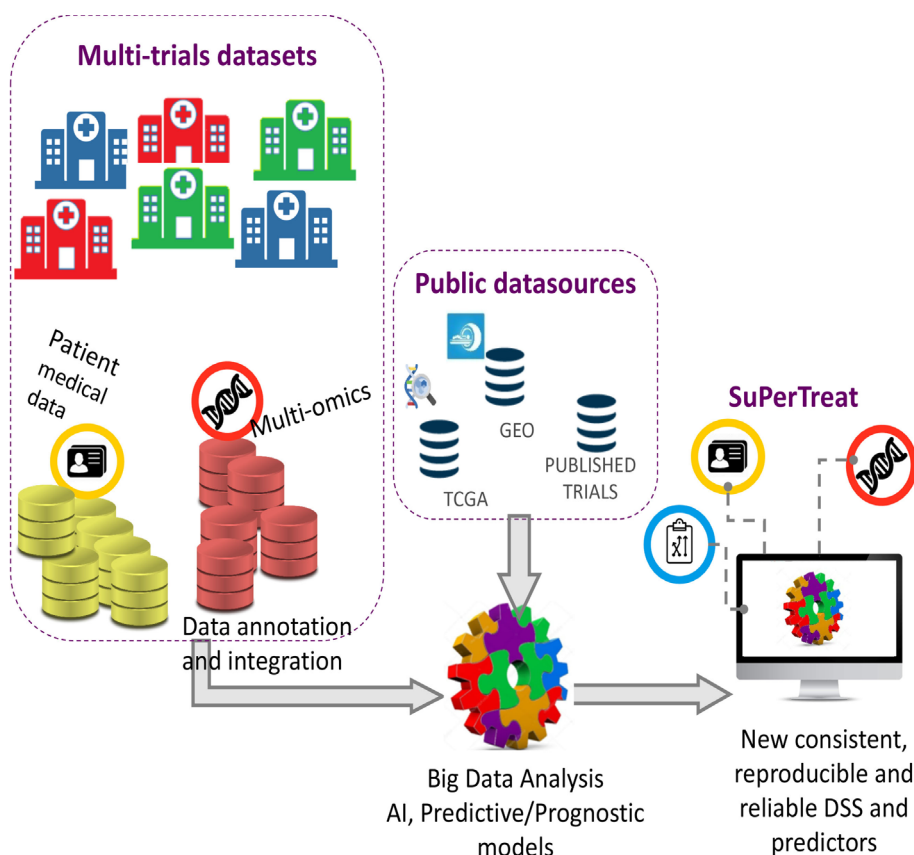 Multi-trials datasets
Patient
medical
data
Multi-omics
Data annotation
and integration
Public datasources
GEO
TCGA
PUBLISHED
TRIALS
Big Data Analysis
AI, Predictive/Prognostic
models
SuPerTreat
New consistent,
reproducible and
reliable DSS and
predictors